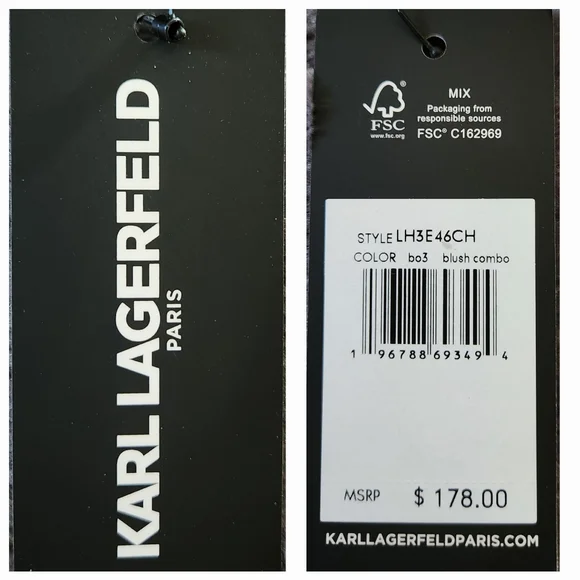 KARL LAGERFELD
PARIS
FSC
www.fsc.org
MIX
Packaging from
responsible sources
FSC® C162969
STYLE LH3E46CH
COLOR bo3 blush combo
1 96788 69349 4
MSRP $ 178.00
KARLLAGERFELDPARIS.COM